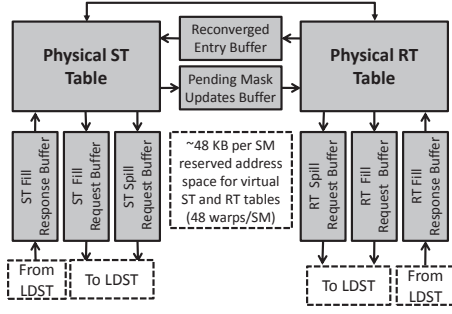 Physical ST
Table
Reconverged
Entry Buffer
Pending Mask
Updates Buffer
Physical RT
Table
ST Fill
Response Buffer
ST Fill
Request Buffer
ST Spill
Request Buffer
~48 KB per SM
reserved address
space for virtual
ST and RT tables
(48 warps/SM)
RT Spill
Request Buffer
RT Fill
Request Buffer
RT Fill
Response Buffer
From
LDST
To LDST
To LDST
From
LDST